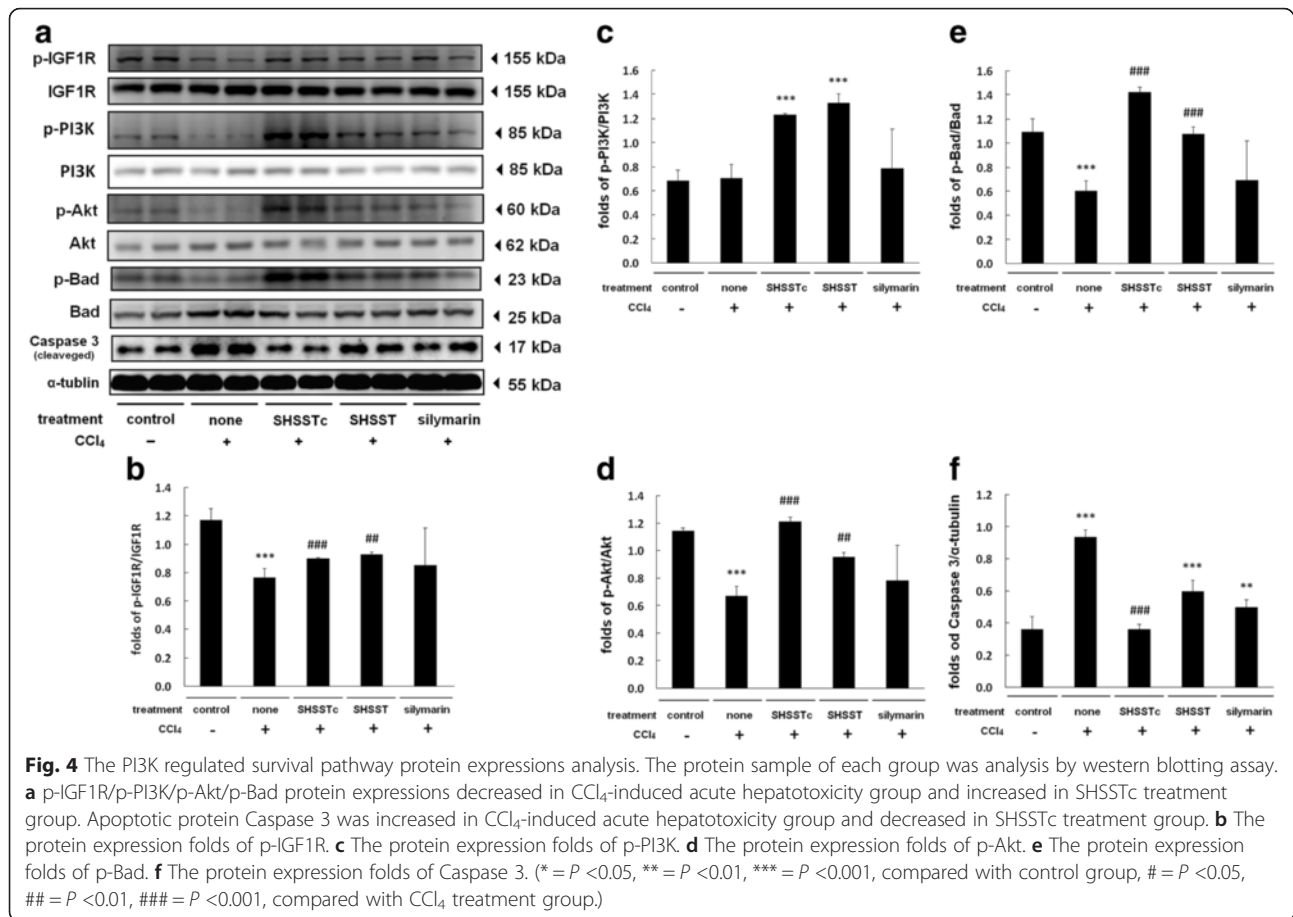 a
p-IGF1R ◄ 155 kDa
IGF1R ◄ 155 kDa
p-PI3K ◄ 85 kDa
PI3K ◄ 85 kDa
p-Akt ◄ 60 kDa
Akt ◄ 62 kDa
p-Bad ◄ 23 kDa
Bad ◄ 25 kDa
Caspase 3 ◄ 17 kDa
(cleaveged)
α-tublin ◄ 55 kDa
treatment control none SHSSTc SHSST silymarin
CCl₄ – + + + +
b
folds of p-IGF1R/IGF1R
1.4
1.2
1.0
0.8
0.6
0.4
0.2
0.0
*** ### ##
treatment control none SHSSTc SHSST silymarin
CCl₄ - + + + +
c
folds of p-PI3K/PI3K
1.6
1.4
1.2
1.0
0.8
0.6
0.4
0.2
0.0
*** ***
treatment control none SHSSTc SHSST silymarin
CCl₄ - + + + +
d
folds of p-Akt/Akt
1.4
1.2
1.0
0.8
0.6
0.4
0.2
0.0
*** ### ##
treatment control none SHSSTc SHSST silymarin
CCl₄ - + + + +
e
folds of p-Bad/Bad
1.6
1.4
1.2
1.0
0.8
0.6
0.4
0.2
0.0
*** ### ###
treatment control none SHSSTc SHSST silymarin
CCl₄ - + + + +
f
folds od Caspase 3/α-tubulin
1.2
1.0
0.8
0.6
0.4
0.2
0.0
*** ### *** **
treatment control none SHSSTc SHSST silymarin
CCl₄ - + + + +
Fig. 4 The PI3K regulated survival pathway protein expressions analysis. The protein sample of each group was analysis by western blotting assay.
a p-IGF1R/p-PI3K/p-Akt/p-Bad protein expressions decreased in CCl₄-induced acute hepatotoxicity group and increased in SHSSTc treatment
group. Apoptotic protein Caspase 3 was increased in CCl₄-induced acute hepatotoxicity group and decreased in SHSSTc treatment group. b The
protein expression folds of p-IGF1R. c The protein expression folds of p-PI3K. d The protein expression folds of p-Akt. e The protein expression
folds of p-Bad. f The protein expression folds of Caspase 3. (* = P <0.05, ** = P <0.01, *** = P <0.001, compared with control group, # = P <0.05,
## = P <0.01, ### = P <0.001, compared with CCl₄ treatment group.)